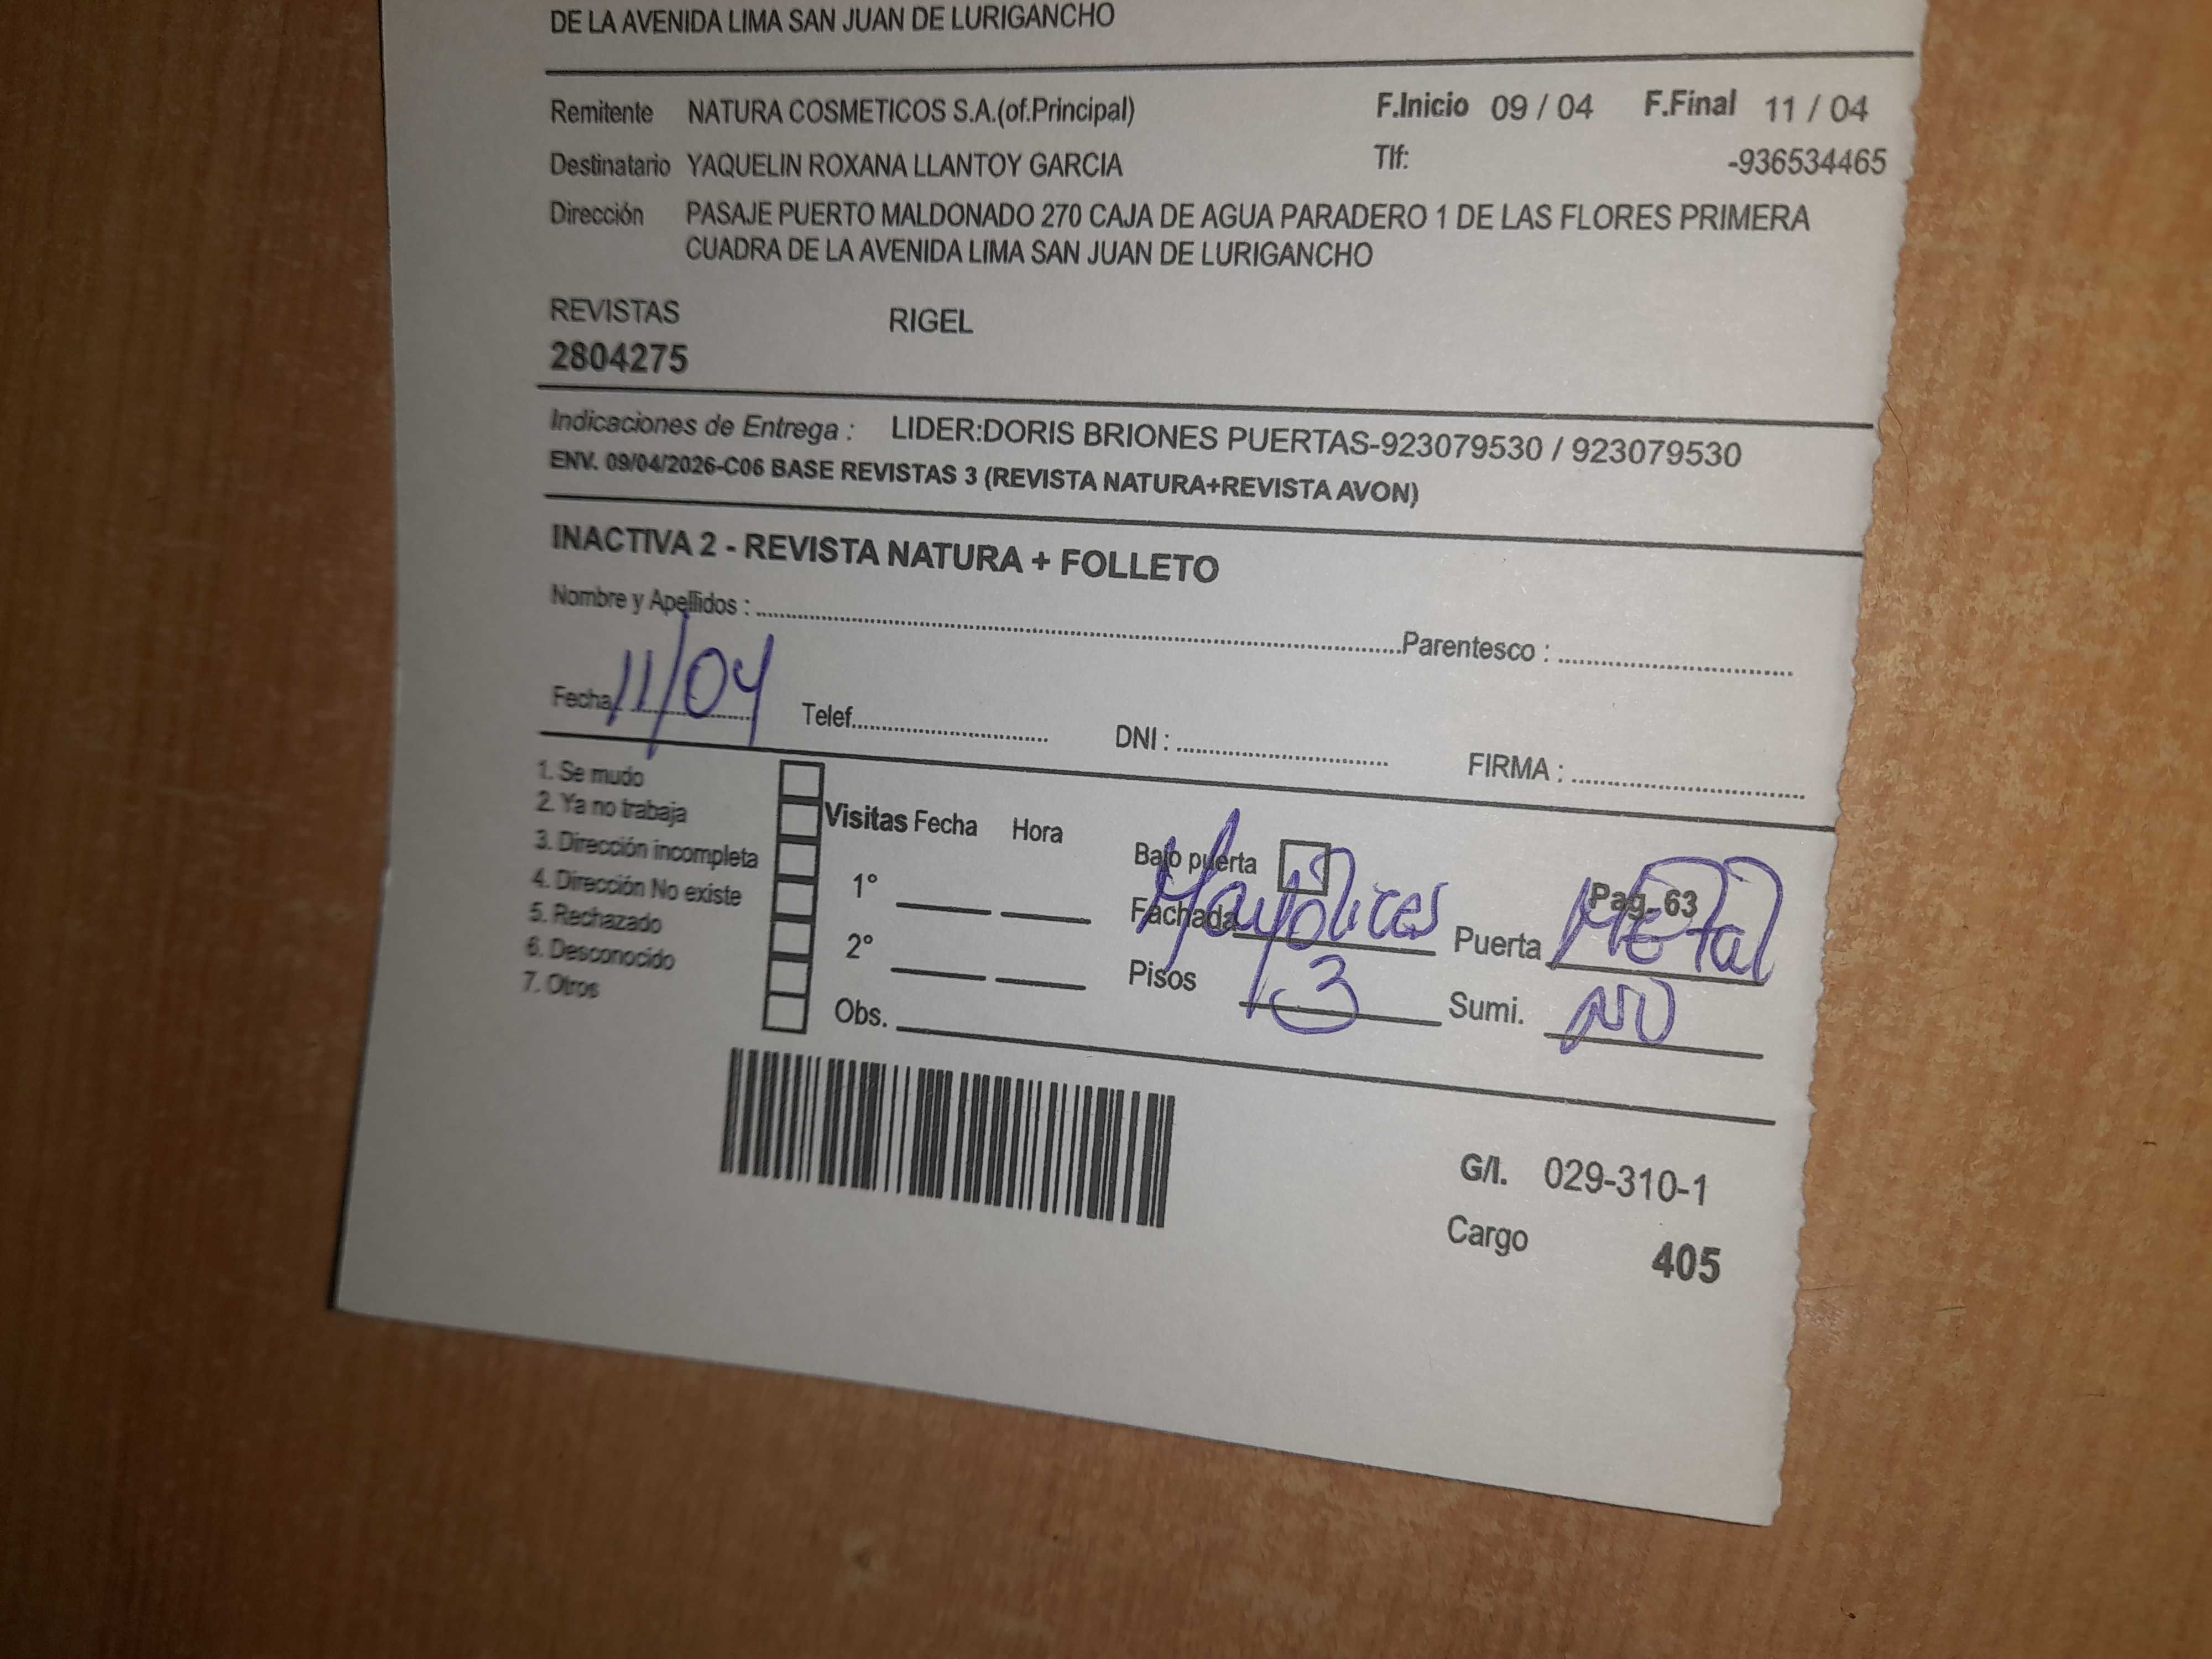 DE LA AVENIDA LIMA SAN JUAN DE LURIGANCHO
Remitente NATURA COSMETICOS S.A.(of.Principal) F.Inicio 09 / 04 F.Final 11 / 04
Destinatario YAQUELIN ROXANA LLANTOY GARCIA Tlf: -936534465
Dirección PASAJE PUERTO MALDONADO 270 CAJA DE AGUA PARADERO 1 DE LAS FLORES PRIMERA
CUADRA DE LA AVENIDA LIMA SAN JUAN DE LURIGANCHO
REVISTAS RIGEL
2804275
Indicaciones de Entrega : LIDER:DORIS BRIONES PUERTAS-923079530 / 923079530
ENV. 09/04/2026-C06 BASE REVISTAS 3 (REVISTA NATURA+REVISTA AVON)
INACTIVA 2 - REVISTA NATURA + FOLLETO
Nombre y Apellidos : Parentesco :
Fecha 11/04 Telef. DNI : FIRMA :
1. Se mudo
2. Ya no trabaja
3. Dirección incompleta
4. Dirección No existe
5. Rechazado
6. Desconocido
7. Otros
Visitas Fecha Hora
1°
2°
Obs.
Bajo puerta Pag. 63
Fachada Mayólicas Puerta Metal
Pisos 3 Sumi. NO
G/I. 029-310-1
Cargo 405